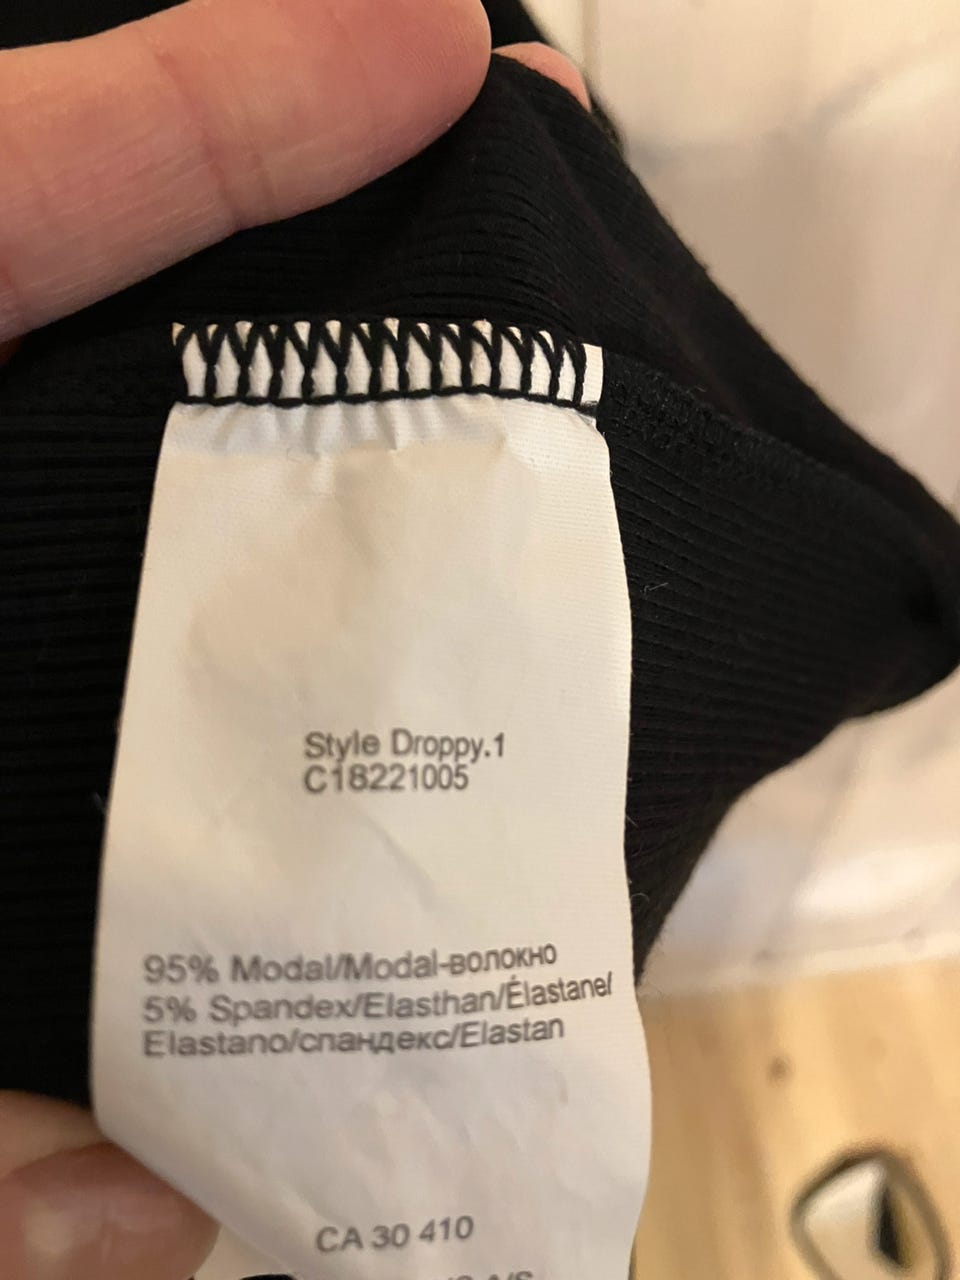 Style Droppy.1
C18221005
95% Modal/Modal-волокно
5% Spandex/Elasthan/Élastane/
Elastano/спандекс/Elastan
CA 30 410